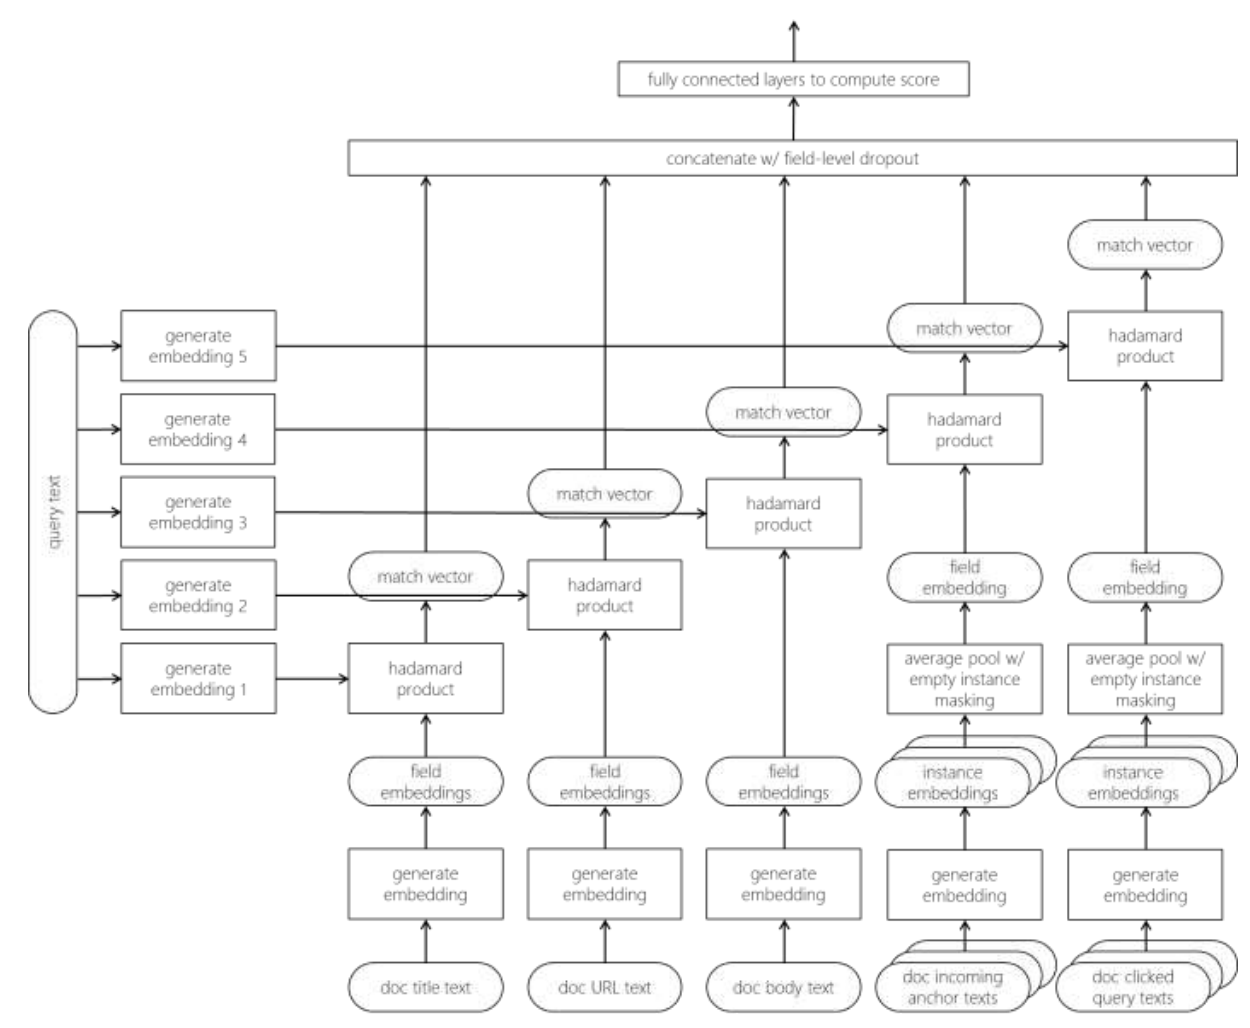 fully connected layers to compute score
concatenate w/ field-level dropout
match vector
match vector
hadamard
product
generate
embedding 5
match vector
hadamard
product
generate
embedding 4
match vector
hadamard
product
generate
embedding 3
query text
match vector
hadamard
product
generate
embedding 2
field
embedding
field
embedding
generate
embedding 1
hadamard
product
average pool w/
empty instance
masking
average pool w/
empty instance
masking
field
embeddings
field
embeddings
field
embeddings
instance
embeddings
instance
embeddings
generate
embedding
generate
embedding
generate
embedding
generate
embedding
generate
embedding
doc title text
doc URL text
doc body text
doc incoming
anchor texts
doc clicked
query texts